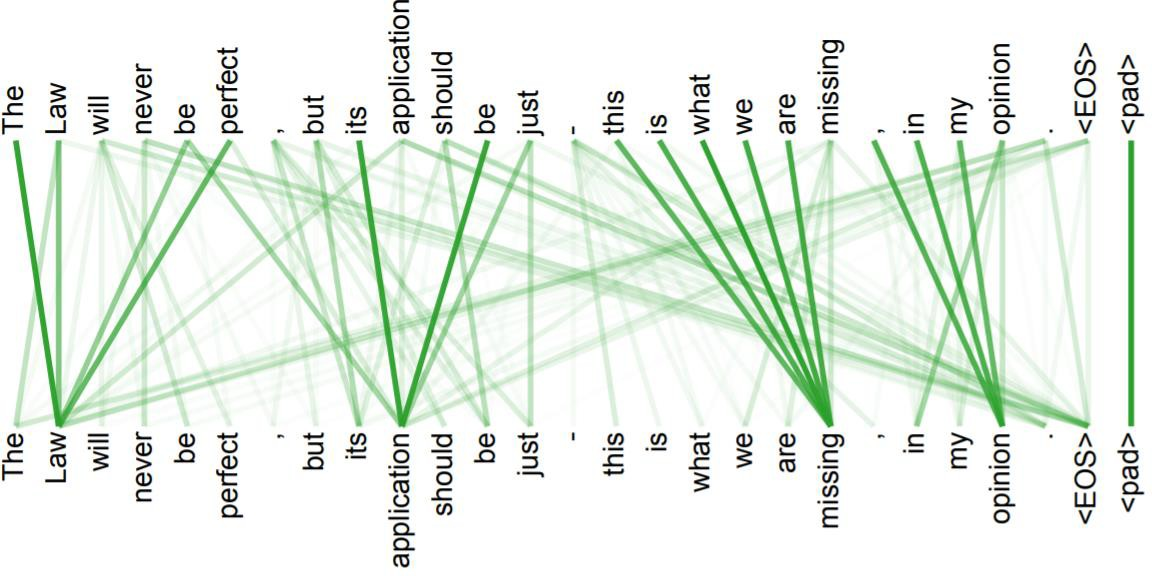 The Law will never be perfect , but its application should be just - this is what we are missing , in my opinion . <EOS> <pad>
The Law will never be perfect , but its application should be just - this is what we are missing , in my opinion . <EOS> <pad>